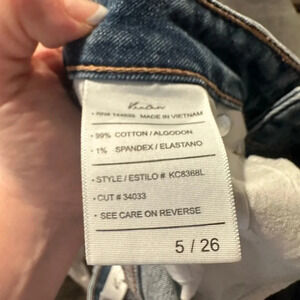 MADE IN VIETNAM
• 99% COTTON / ALGODON
• 1% SPANDEX / ELASTANO
• STYLE / ESTILO # KC8368L
• CUT # 34033
• SEE CARE ON REVERSE
5 / 26